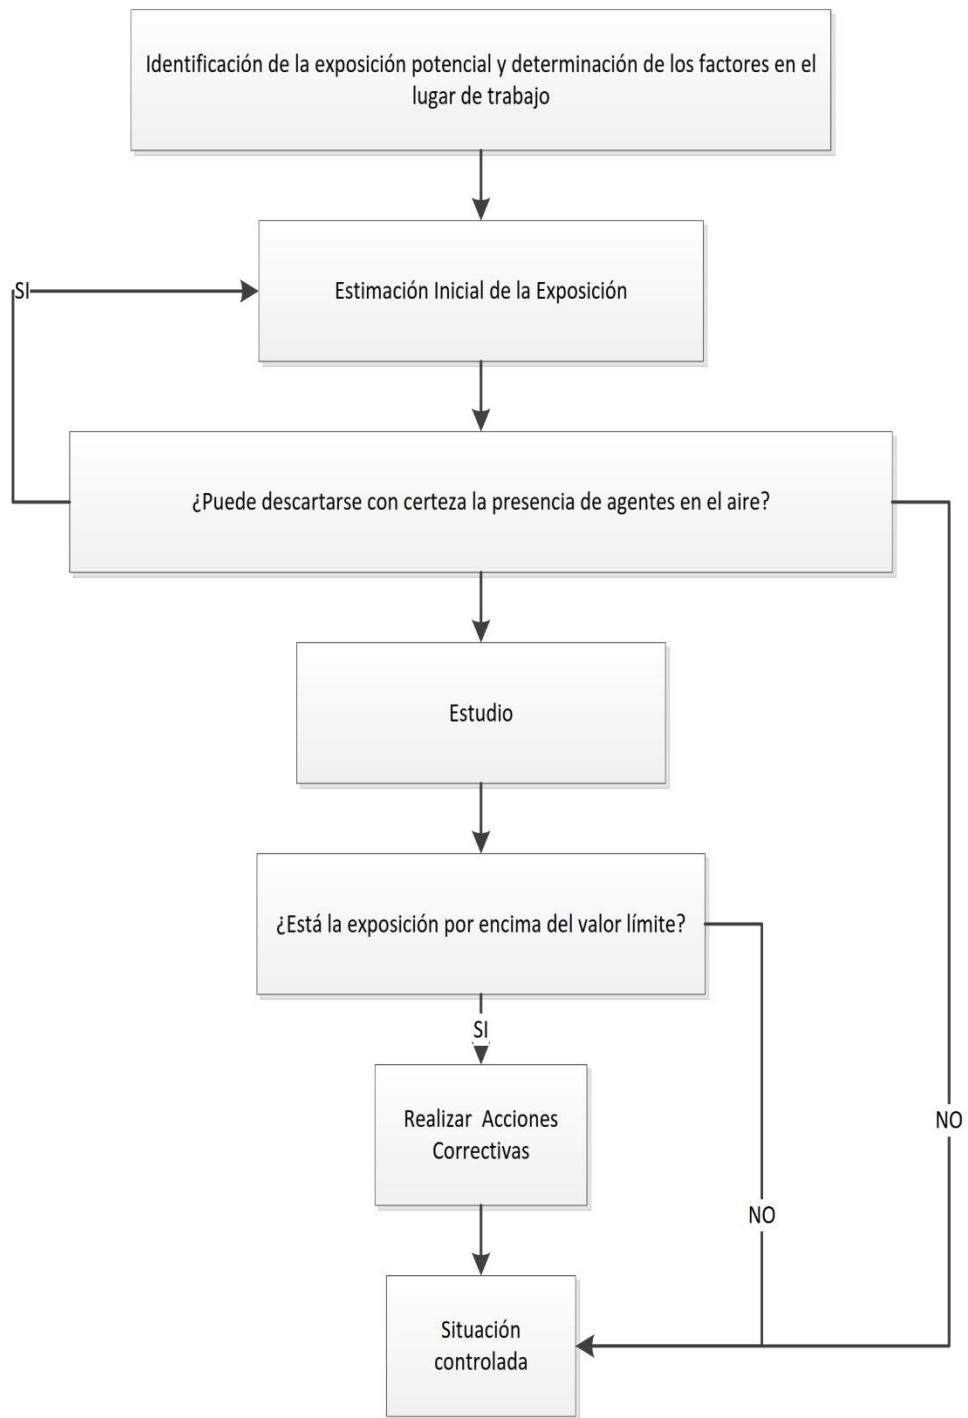 Identificación de la exposición potencial y determinación de los factores en el
lugar de trabajo
SI
Estimación Inicial de la Exposición
¿Puede descartarse con certeza la presencia de agentes en el aire?
Estudio
¿Está la exposición por encima del valor límite?
SI
Realizar Acciones
Correctivas
NO
NO
Situación
controlada